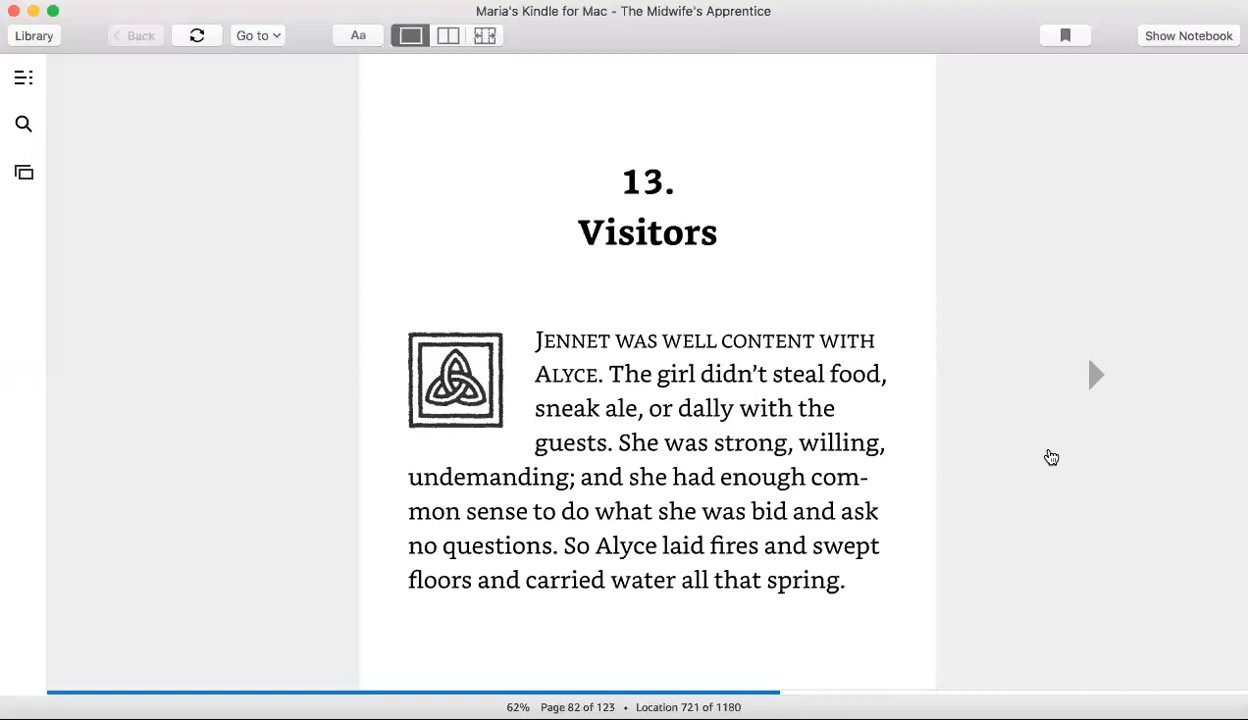 Maria's Kindle for Mac - The Midwife's Apprentice
Library
Back
Go to
Aa
Show Notebook
13.
Visitors
JENNET WAS WELL CONTENT WITH
ALYCE. The girl didn’t steal food,
sneak ale, or dally with the
guests. She was strong, willing,
undemanding; and she had enough com-
mon sense to do what she was bid and ask
no questions. So Alyce laid fires and swept
floors and carried water all that spring.
62% Page 82 of 123 • Location 721 of 1180